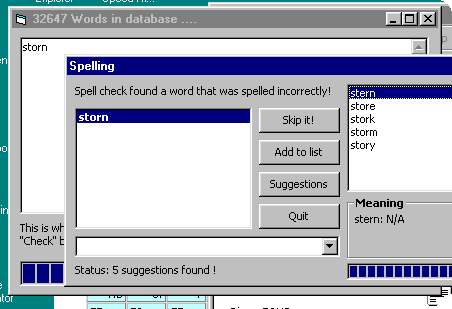 32647 Words in database ....
storn
Spelling
Spell check found a word that was spelled incorrectly!
storn
Skip it!
Add to list
Suggestions
Quit
stern
store
stork
storm
story
Meaning
stern: N/A
This is wh
"Check" b
Status: 5 suggestions found !